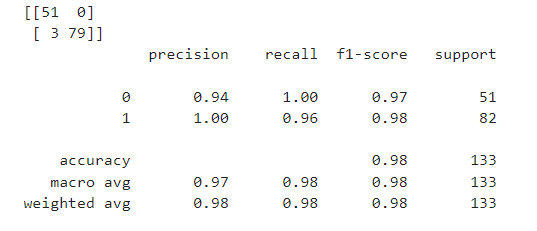 [[51  0]
 [ 3 79]]
              precision    recall  f1-score   support

           0       0.94      1.00      0.97        51
           1       1.00      0.96      0.98        82

    accuracy                           0.98       133
   macro avg       0.97      0.98      0.98       133
weighted avg       0.98      0.98      0.98       133